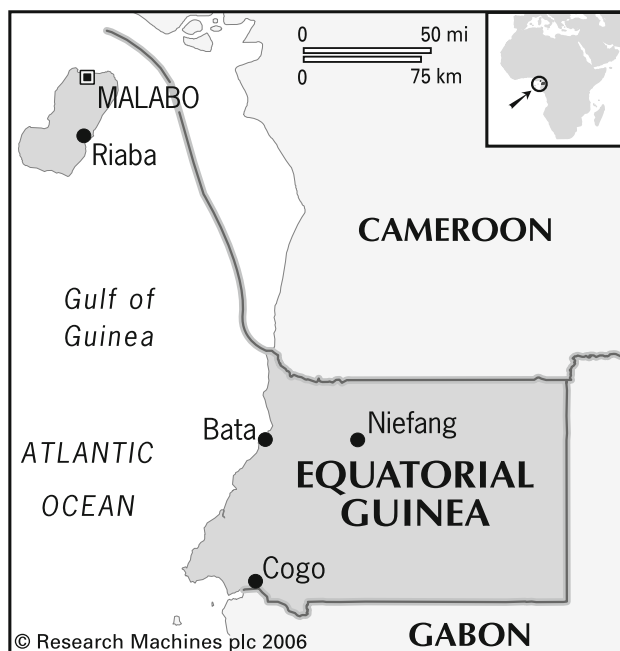 0 50 mi
0 75 km
MALABO
Riaba
CAMEROON
Gulf of
Guinea
Bata
Niefang
ATLANTIC
OCEAN
EQUATORIAL
GUINEA
Cogo
© Research Machines plc 2006
GABON